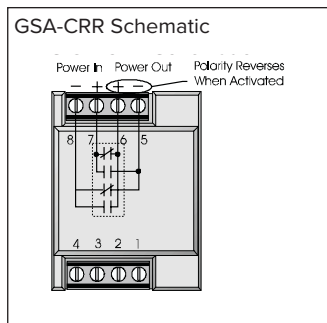 GSA-CRR Schematic
Power In Power Out Polarity Reverses
When Activated
− + + −
8 7 6 5
4 3 2 1